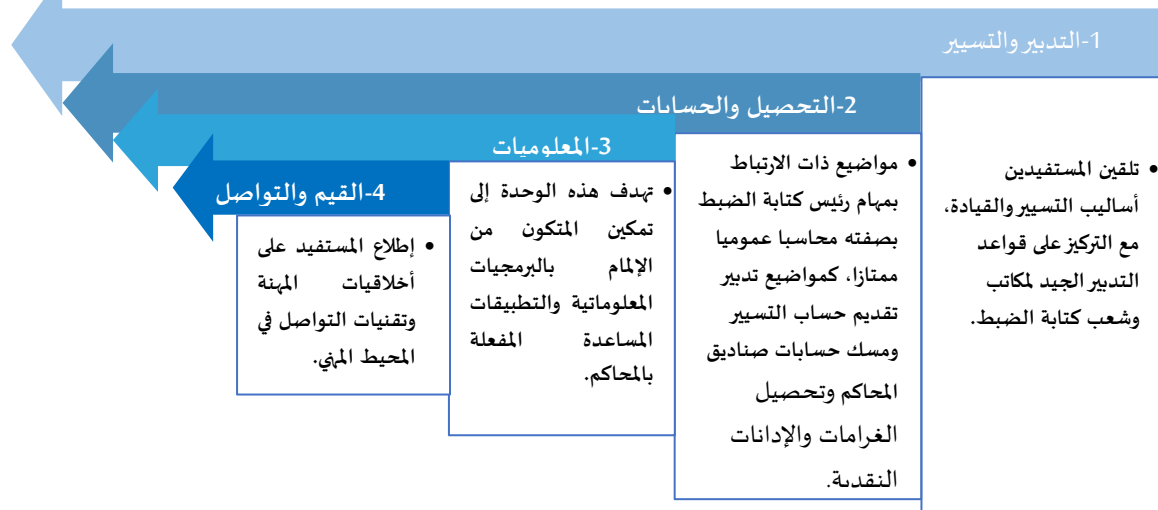 1-التدبير والتسيير
• تلقين المستفيدين
أساليب التسيير والقيادة،
مع التركيز على قواعد
التدبير الجيد لمكاتب
وشعب كتابة الضبط.
2-التحصيل والحسابات
• مواضيع ذات الارتباط
بمهام رئيس كتابة الضبط
بصفته محاسبا عموميا
ممتازا، كمواضيع تدبير
تقديم حساب التسيير
ومسك حسابات صناديق
المحاكم وتحصيل
الغرامات والإدانات
النقدية.
3-المعلوميات
• تهدف هذه الوحدة إلى
تمكين المتكون من
الإلمام بالبرمجيات
المعلوماتية والتطبيقات
المساعدة المفعلة
بالمحاكم.
4-القيم والتواصل
• إطلاع المستفيد على
أخلاقيات المهنة
وتقنيات التواصل في
المحيط المهني.